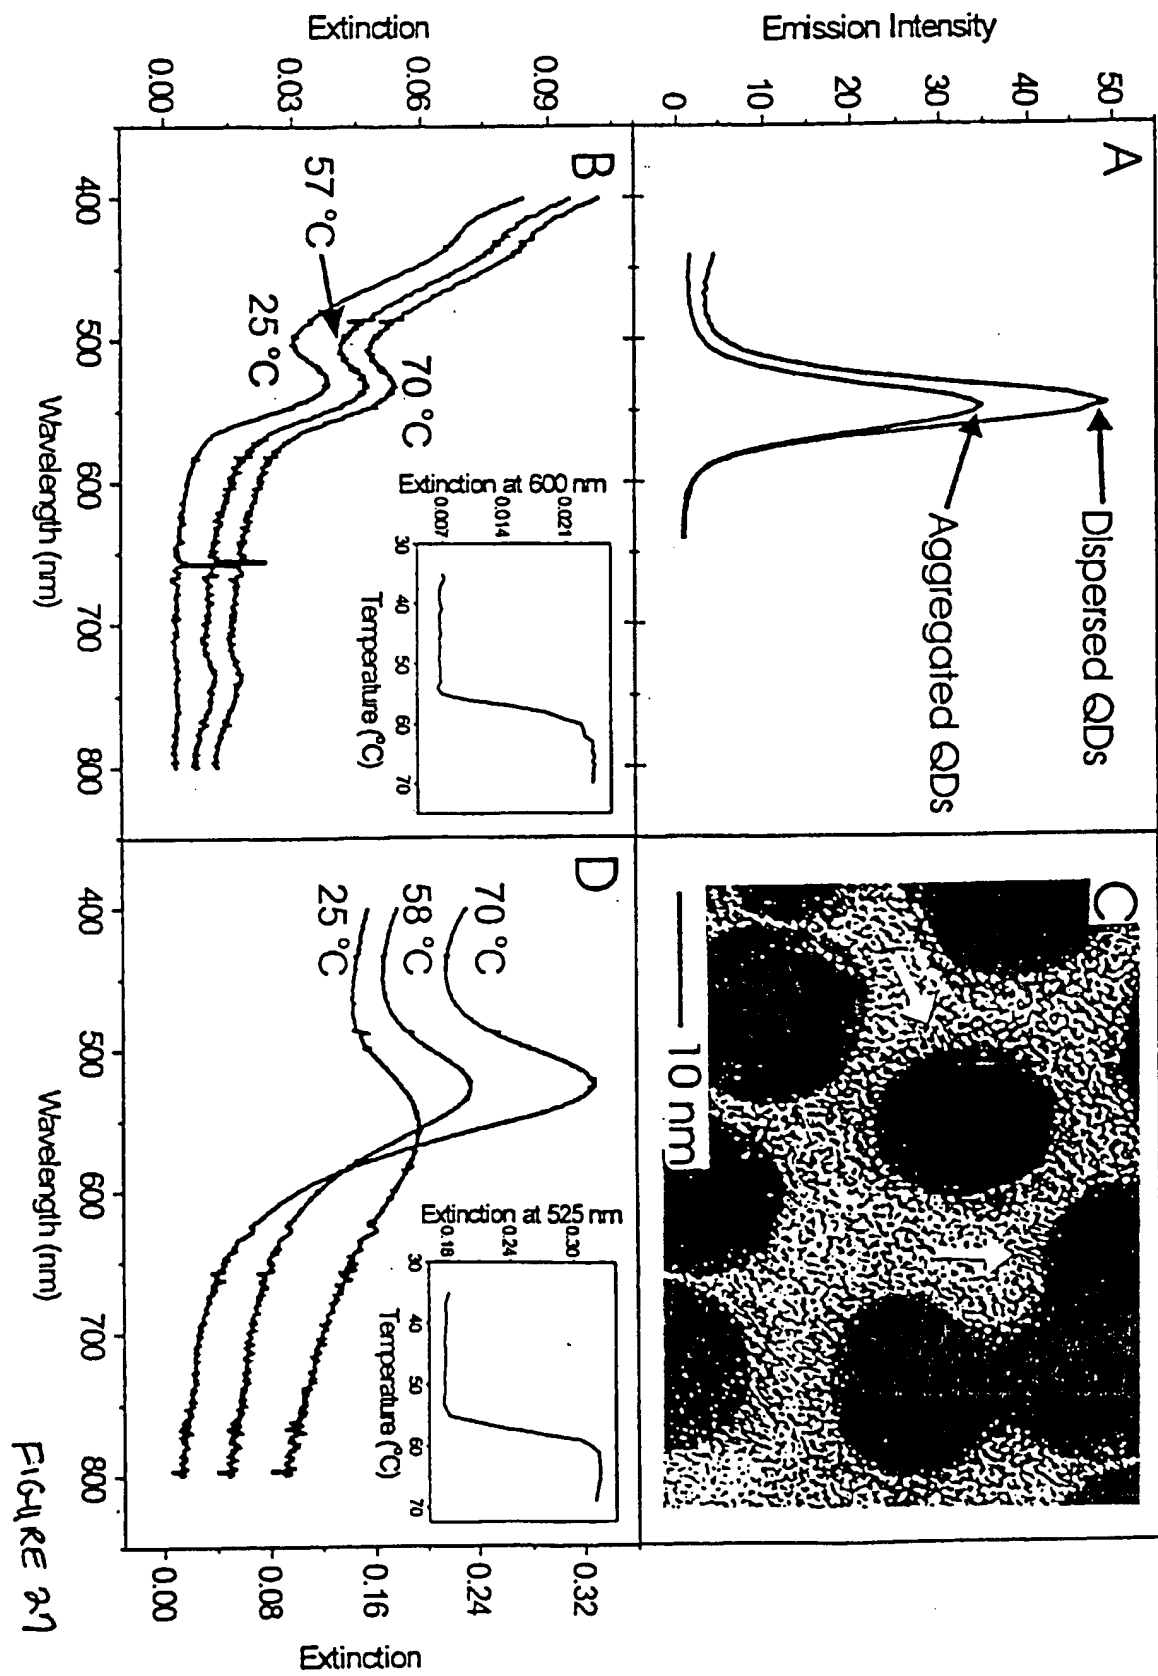 A
Emission Intensity
50
40
30
20
10
0
Dispersed QDs
Aggregated QDs
B
Extinction
0.09
0.06
0.03
0.00
57 °C
25 °C
70 °C
400
500
600
700
800
Wavelength (nm)
Extinction at 600 nm
0.021
0.014
0.007
30
40
50
60
70
Temperature (°C)
C
10 nm
D
70 °C
58 °C
25 °C
400
500
600
700
800
Wavelength (nm)
Extinction at 525 nm
0.30
0.24
0.18
30
40
50
60
70
Temperature (°C)
0.32
0.24
0.16
0.08
0.00
Extinction
FIGURE 27